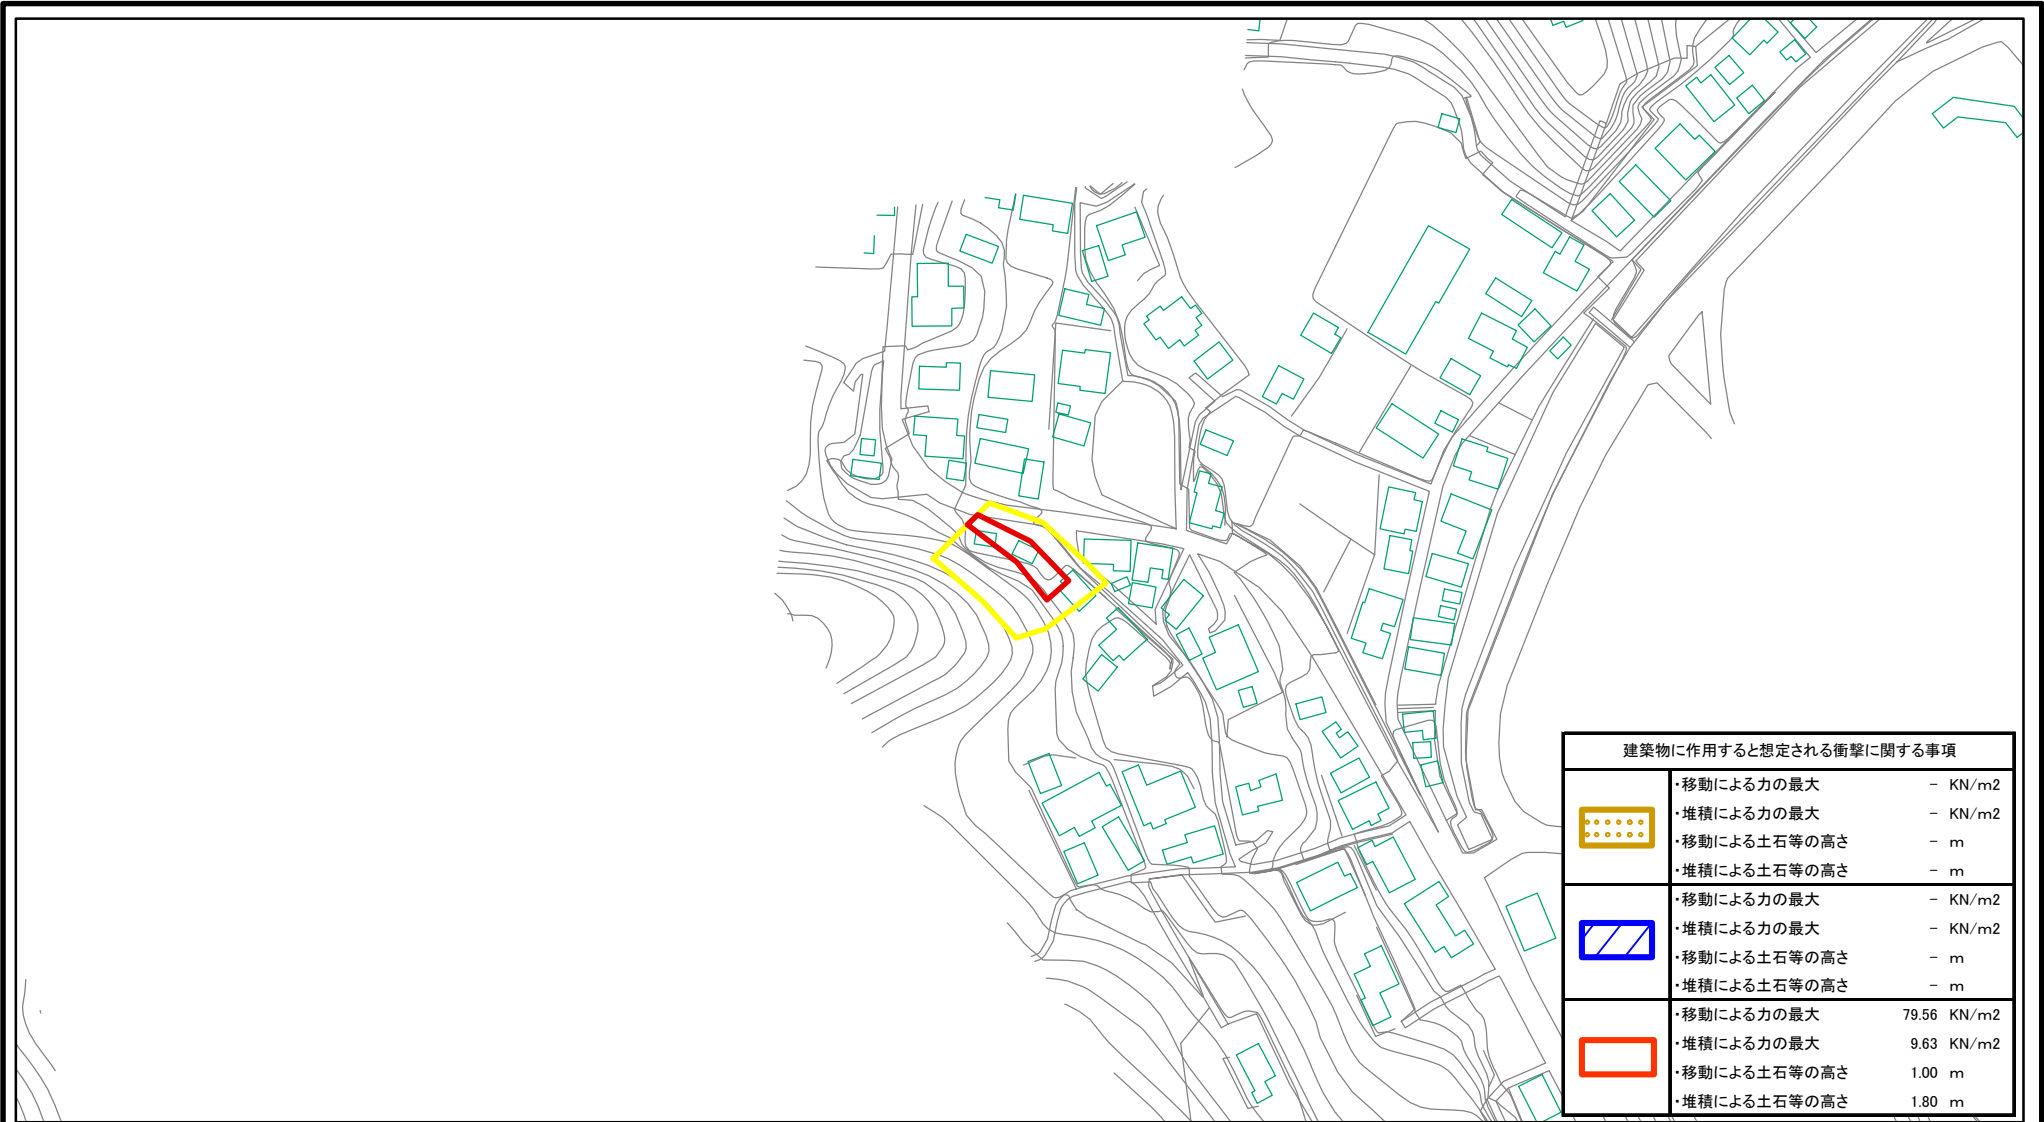 建築物に作用すると想定される衝撃に関する事項
・移動による力の最大 - KN/m2
・堆積による力の最大 - KN/m2
・移動による土石等の高さ - m
・堆積による土石等の高さ - m
・移動による力の最大 - KN/m2
・堆積による力の最大 - KN/m2
・移動による土石等の高さ - m
・堆積による土石等の高さ - m
・移動による力の最大 79.56 KN/m2
・堆積による力の最大 9.63 KN/m2
・移動による土石等の高さ 1.00 m
・堆積による土石等の高さ 1.80 m